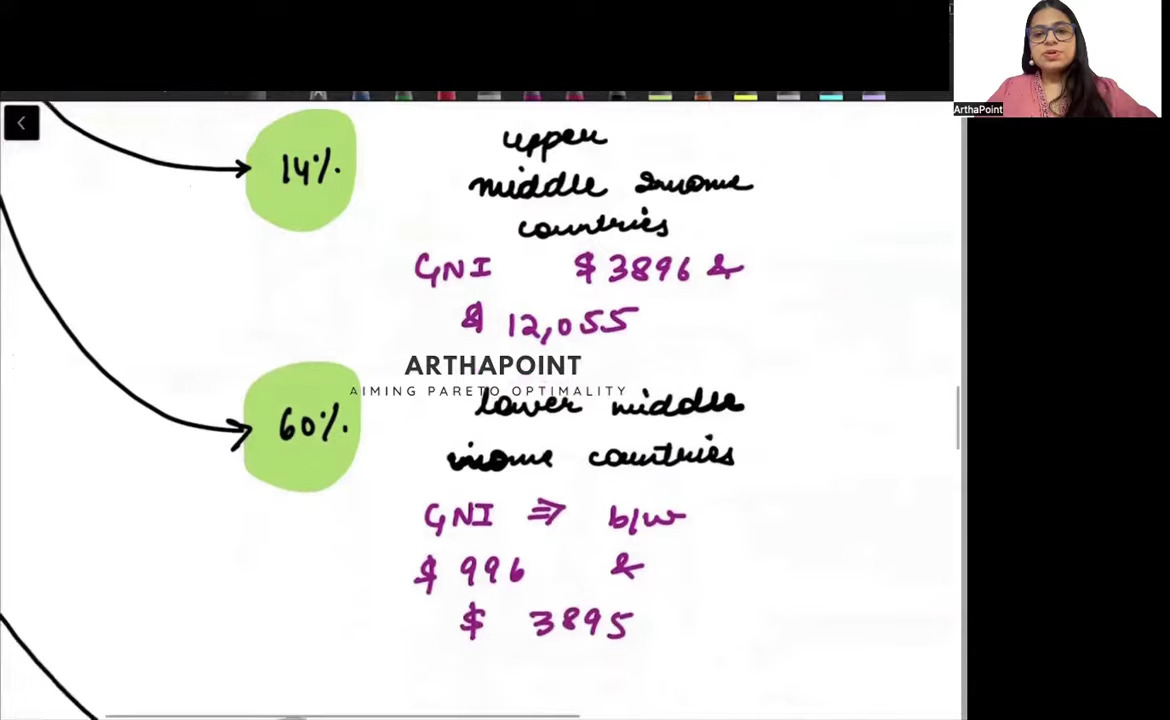 ArthaPoint
14%.
upper
middle Income
countries
GNI $3896 &
$ 12,055
ARTHAPOINT
AIMING PARETO OPTIMALITY
60%.
lower middle
income countries
GNI ⇒ b/w
$ 996 &
$ 3895